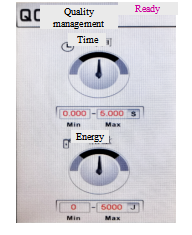 QC
Quality
management
Ready
Time
0.000 - 5.000 S
Min Max
Energy
0 - 5000 J
Min Max